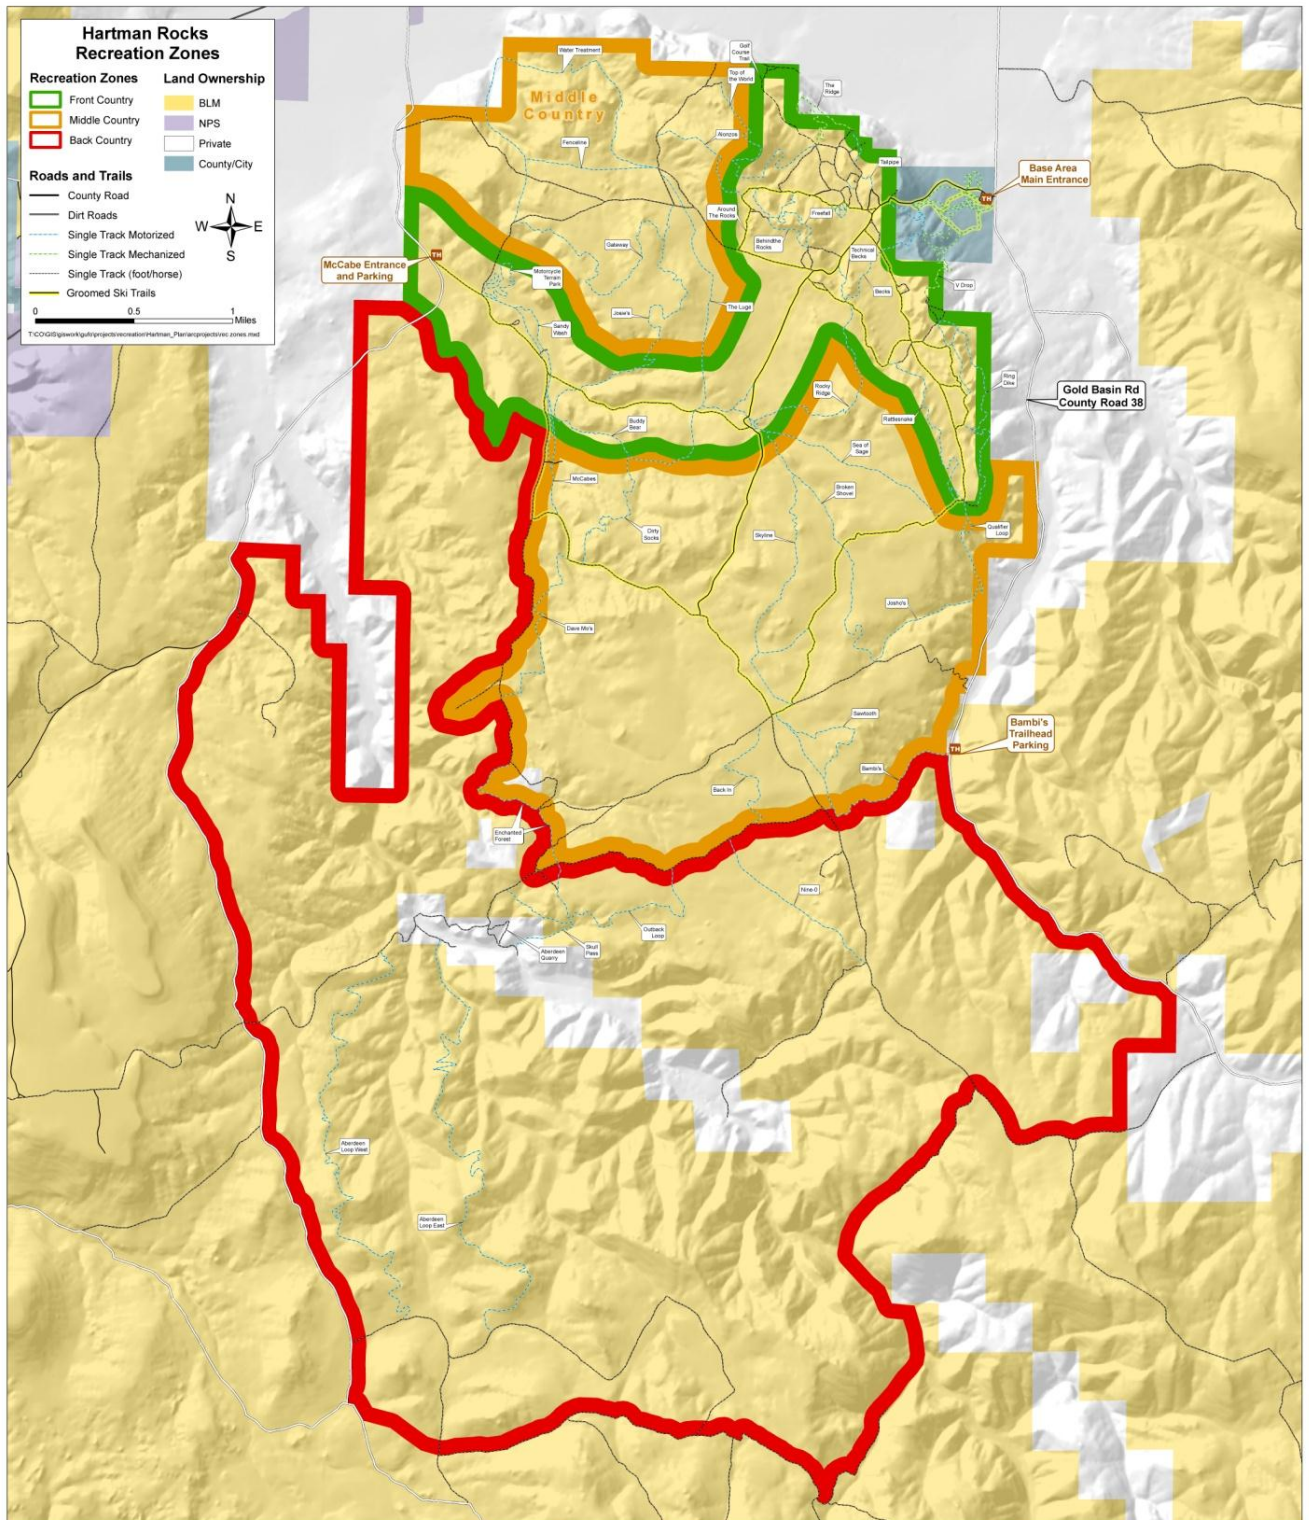 Hartman Rocks
Recreation Zones
Recreation Zones
Front Country
Middle Country
Back Country
Land Ownership
BLM
NPS
Private
County/City
Roads and Trails
County Road
Dirt Roads
Single Track Motorized
Single Track Mechanized
Single Track (foot/horse)
Groomed Ski Trails
N
W
E
S
0
0.5
1
Miles
Water Treatment
Golf
Course
Trail
Top of
the World
The
Ridge
Middle
Country
Fenceline
Alonzos
Tailpipe
Base Area
Main Entrance
TH
Around
The Rocks
Freefall
Behindthe
Rocks
Technical
Becks
Gateway
McCabe Entrance
and Parking
TH
Motorcycle
Terrain
Park
Becks
V Drop
The Luge
Josie's
Sandy
Wash
Ring
Dike
Rocky
Ridge
Gold Basin Rd
County Road 38
Buddy
Bear
Rattlesnake
Sea of
Sage
McCabes
Broken
Shovel
Dirty
Socks
Skyline
Qualifier
Loop
Josho's
Dave Mo's
Sawtooth
Bambi's
Trailhead
Parking
TH
Bambi's
Back In
Enchanted
Forest
Nine-0
Outback
Loop
Skull
Pass
Aberdeen
Quarry
Aberdeen
Loop West
Aberdeen
Loop East